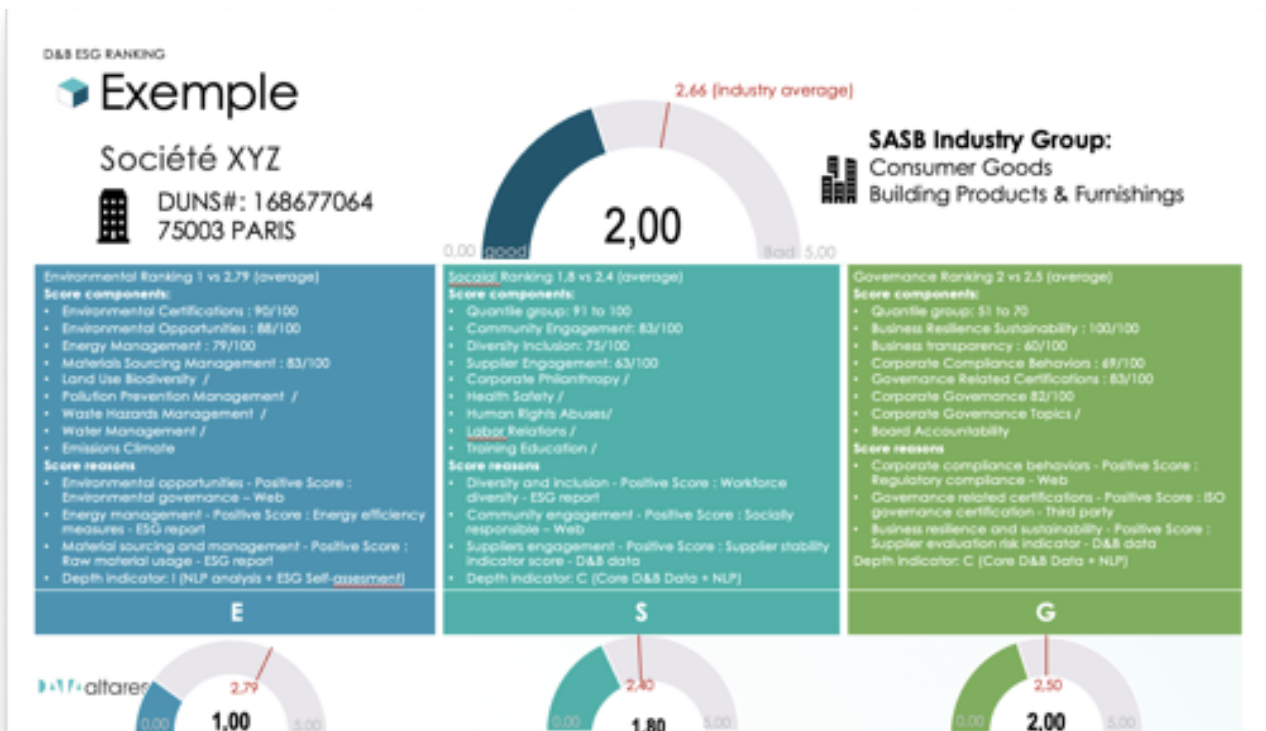 D&B ESG RANKING
Exemple
2,66 (industry average)
Société XYZ
DUNS#: 168677064
75003 PARIS
SASB Industry Group:
Consumer Goods
Building Products & Furnishings
2,00
0,00 good
Bad 5,00
Environmental Ranking 1 vs 2,79 (average)
Score components:
• Environmental Certifications : 90/100
• Environmental Opportunities : 88/100
• Energy Management : 79/100
• Materials Sourcing Management : 83/100
• Land Use Biodiversity /
• Pollution Prevention Management /
• Waste Hazards Management /
• Water Management /
• Emissions Climate
Score reasons
• Environmental opportunities - Positive Score :
Environmental governance – Web
• Energy management - Positive Score : Energy efficiency
measures - ESG report
• Material sourcing and management - Positive Score :
Raw material usage - ESG report
• Depth indicator: I (NLP analysis + ESG Self-assesment)
E
Socaial Ranking 1,8 vs 2,4 (average)
Score components:
• Quantile group: 91 to 100
• Community Engagement: 83/100
• Diversity Inclusion: 75/100
• Supplier Engagement: 63/100
• Corporate Philanthropy /
• Health Safety /
• Human Rights Abuses/
• Labor Relations /
• Training Education /
Score reasons
• Diversity and inclusion - Positive Score : Workforce
diversity - ESG report
• Community engagement - Positive Score : Socially
responsible – Web
• Suppliers engagement - Positive Score : Supplier stability
indicator score - D&B data
• Depth indicator: C (Core D&B Data + NLP)
S
Governance Ranking 2 vs 2,5 (average)
Score components:
• Quantile group: 51 to 70
• Business Resilience Sustainability : 100/100
• Business transparency : 60/100
• Corporate Compliance Behaviors : 69/100
• Governance Related Certifications : 83/100
• Corporate Governance 82/100
• Corporate Governance Topics /
• Board Accountability
Score reasons
• Corporate compliance behaviors - Positive Score :
Regulatory compliance - Web
• Governance related certifications - Positive Score : ISO
governance certification - Third party
• Business resilience and sustainability - Positive Score :
Supplier evaluation risk indicator - D&B data
Depth indicator: C (Core D&B Data + NLP)
G
altares
2,79
0,00
1,00
5,00
2,40
0,00
1,80
5,00
2,50
0,00
2,00
5,00